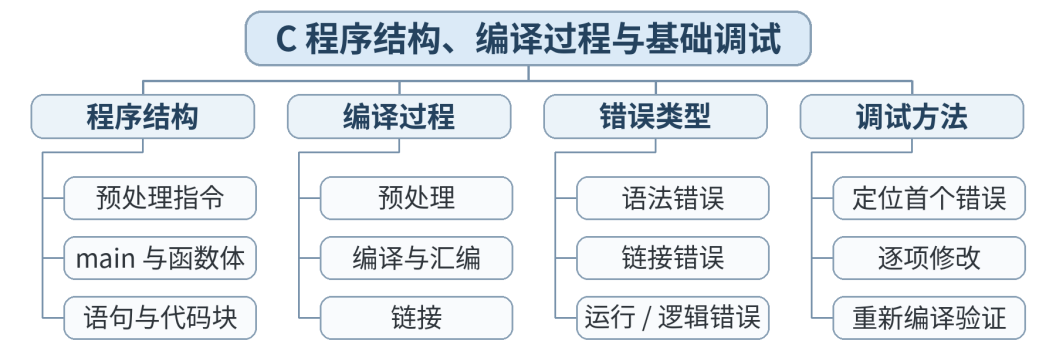 C 程序结构、编译过程与基础调试
程序结构
预处理指令
main 与函数体
语句与代码块
编译过程
预处理
编译与汇编
链接
错误类型
语法错误
链接错误
运行 / 逻辑错误
调试方法
定位首个错误
逐项修改
重新编译验证